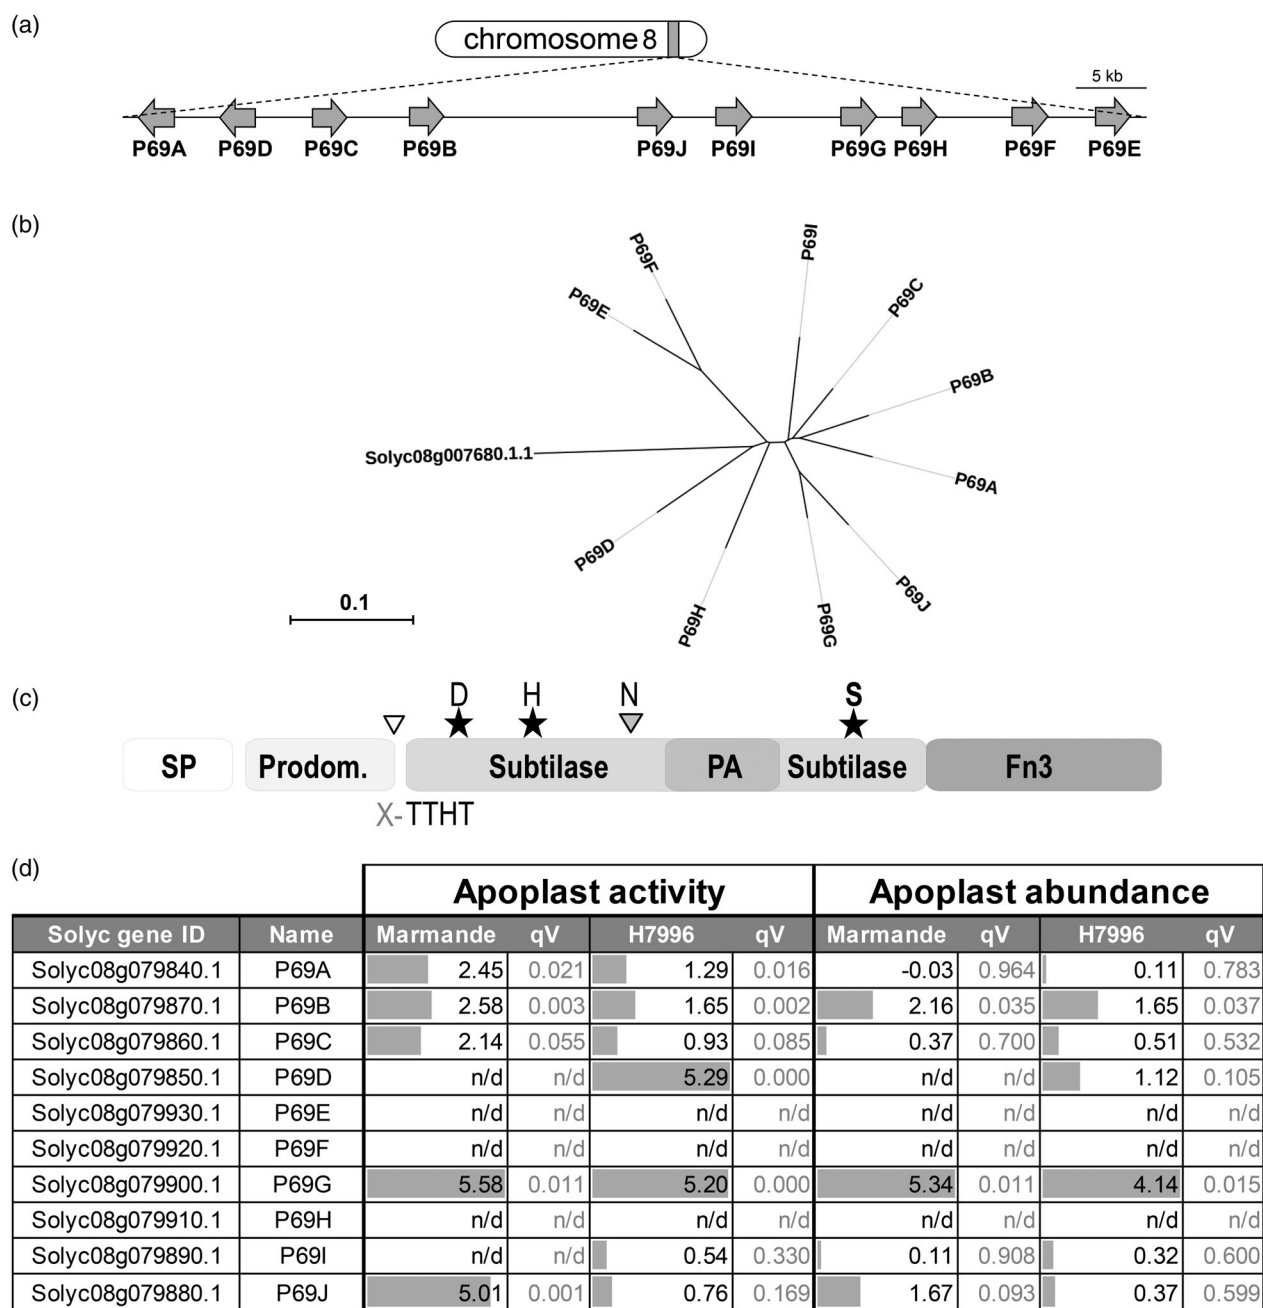 (a)
chromosome 8
5 kb
P69A P69D P69C P69B P69J P69I P69G P69H P69F P69E
(b)
P69I
P69F
P69C
P69E
P69B
Solyc08g007680.1.1
P69A
P69D
P69J
P69H
P69G
0.1
(c)
D H N S
SP Prodom. Subtilase PA Subtilase Fn3
X-TTHT
(d)
Apoplast activity Apoplast abundance
Solyc gene ID Name Marmande qV H7996 qV Marmande qV H7996 qV
Solyc08g079840.1 P69A 2.45 0.021 1.29 0.016 -0.03 0.964 0.11 0.783
Solyc08g079870.1 P69B 2.58 0.003 1.65 0.002 2.16 0.035 1.65 0.037
Solyc08g079860.1 P69C 2.14 0.055 0.93 0.085 0.37 0.700 0.51 0.532
Solyc08g079850.1 P69D n/d n/d 5.29 0.000 n/d n/d 1.12 0.105
Solyc08g079930.1 P69E n/d n/d n/d n/d n/d n/d n/d n/d
Solyc08g079920.1 P69F n/d n/d n/d n/d n/d n/d n/d n/d
Solyc08g079900.1 P69G 5.58 0.011 5.20 0.000 5.34 0.011 4.14 0.015
Solyc08g079910.1 P69H n/d n/d n/d n/d n/d n/d n/d n/d
Solyc08g079890.1 P69I n/d n/d 0.54 0.330 0.11 0.908 0.32 0.600
Solyc08g079880.1 P69J 5.01 0.001 0.76 0.169 1.67 0.093 0.37 0.599